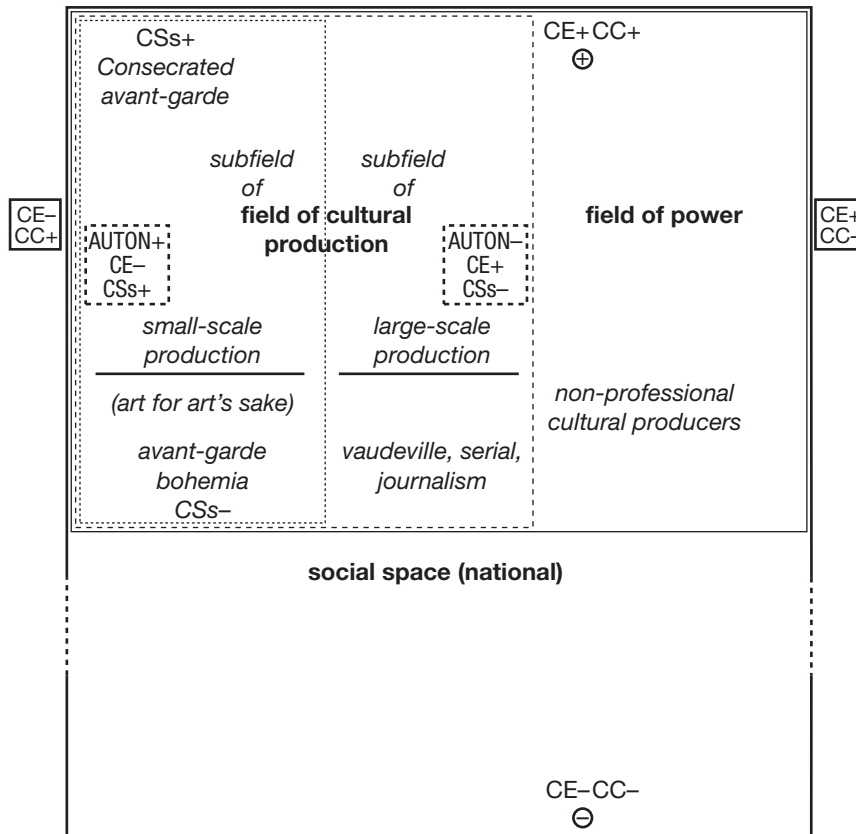 CSs+
Consecrated
avant-garde
CE+ CC+
+
subfield
of
subfield
of
field of cultural
production
field of power
CE–
CC+
CE+
CC–
AUTON+
CE–
CSs+
AUTON–
CE+
CSs–
small-scale
production
large-scale
production
(art for art’s sake)
non-professional
cultural producers
avant-garde
bohemia
CSs–
vaudeville, serial,
journalism
social space (national)
CE– CC–
–